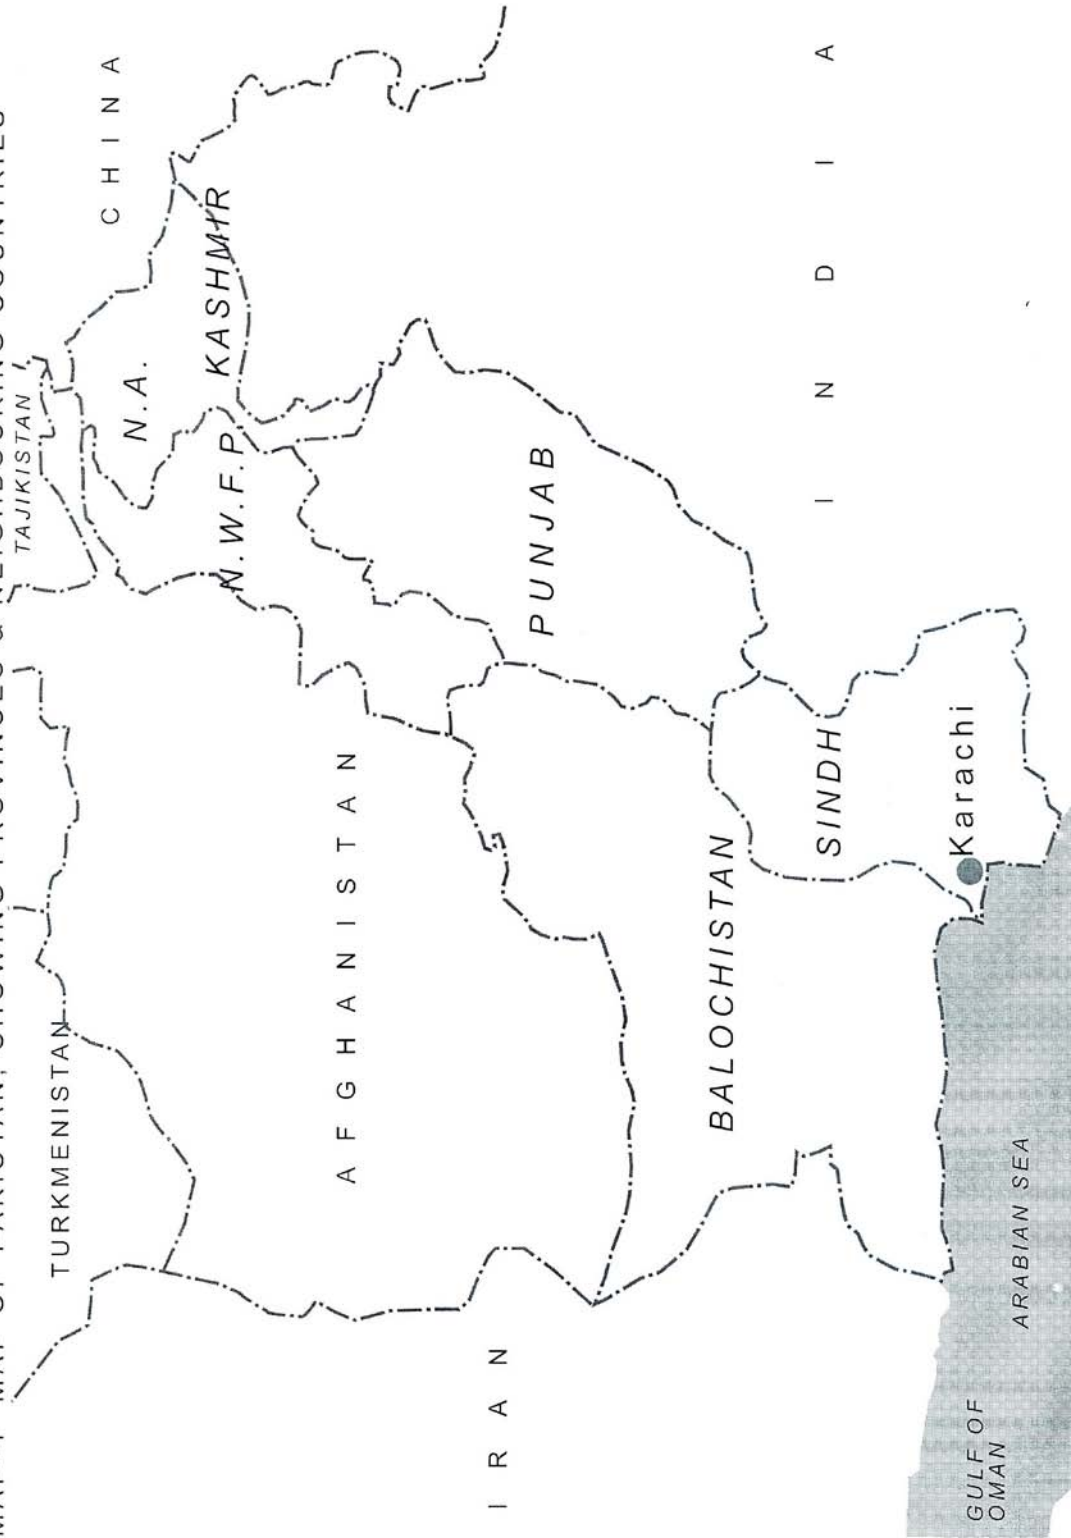 TAJIKISTAN
CHINA
TURKMENISTAN
N.A.
KASHMIR
N.W.F.P.
AFGHANISTAN
IRAN
PUNJAB
INDIA
BALOCHISTAN
SINDH
Karachi
GULF OF
OMAN
ARABIAN SEA